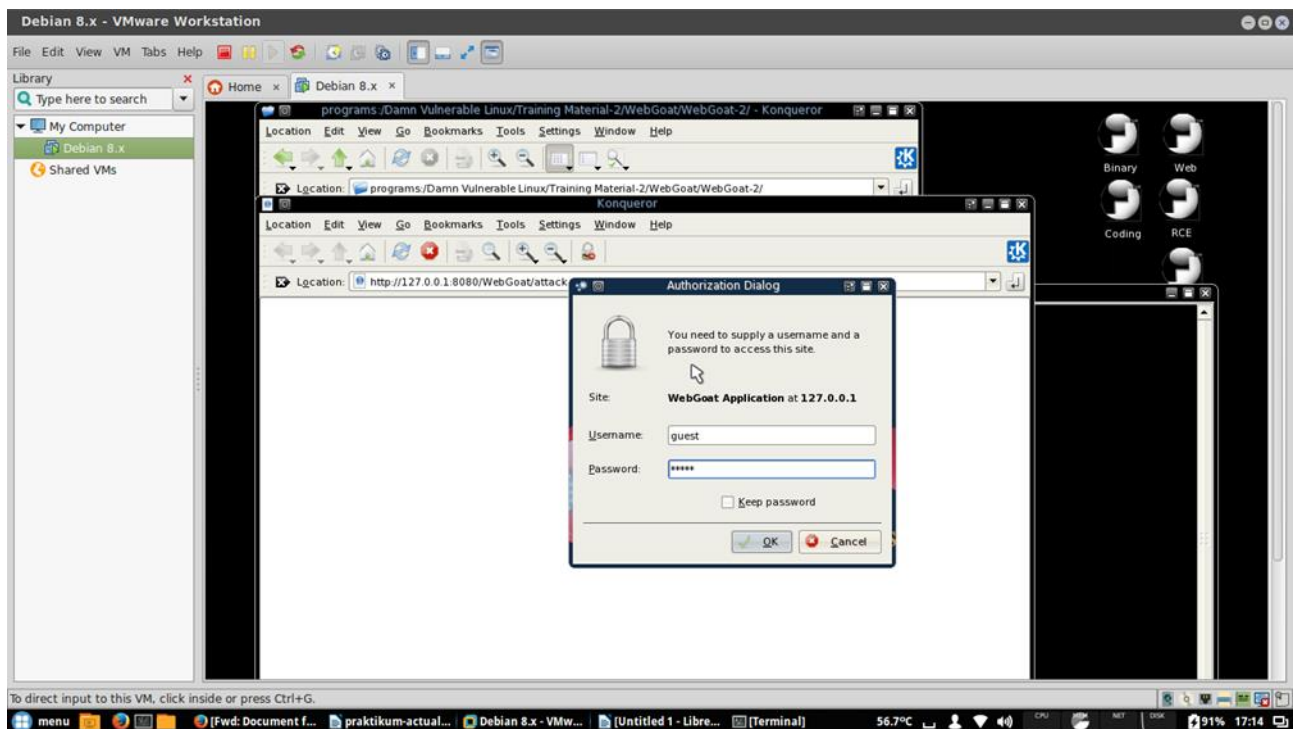 Debian 8.x - VMware Workstation
File Edit View VM Tabs Help
Library
Type here to search
My Computer
Debian 8.x
Shared VMs
Home
Debian 8.x
programs:/Damn Vulnerable Linux/Training Material-2/WebGoat/WebGoat-2/ - Konqueror
Location Edit View Go Bookmarks Tools Settings Window Help
Location: programs:/Damn Vulnerable Linux/Training Material-2/WebGoat/WebGoat-2/
Konqueror
Location Edit View Go Bookmarks Tools Settings Window Help
Location: http://127.0.0.1:8080/WebGoat/attack
Authorization Dialog
You need to supply a username and a
password to access this site.
Site: WebGoat Application at 127.0.0.1
Username: guest
Password: *****
Keep password
OK Cancel
Binary Web
Coding RCE
To direct input to this VM, click inside or press Ctrl+G.
menu [Fwd: Document f... praktikum-actual... Debian 8.x - VMw... [Untitled 1 - Libre... [Terminal] 56.7ºC CPU MEM NET DISK 91% 17:14